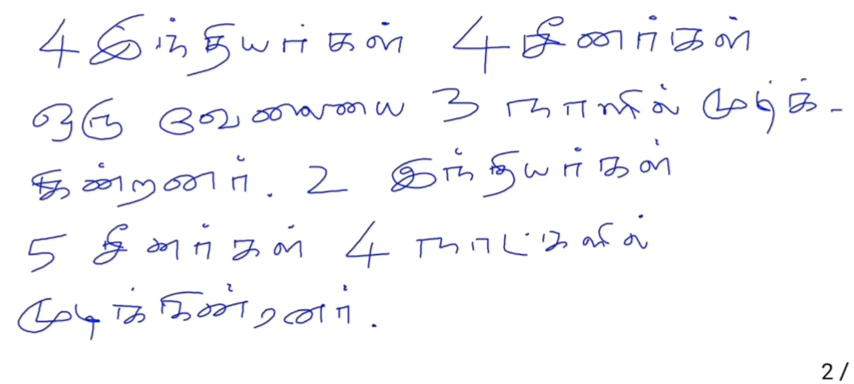 4 இந்தியர்கள் 4 சீனர்கள்
ஒரு வேலையை 3 நாளில் முடிக்-
கின்றனர். 2 இந்தியர்கள்
5 சீனர்கள் 4 நாட்களில்
முடிக்கின்றனர்.
2/